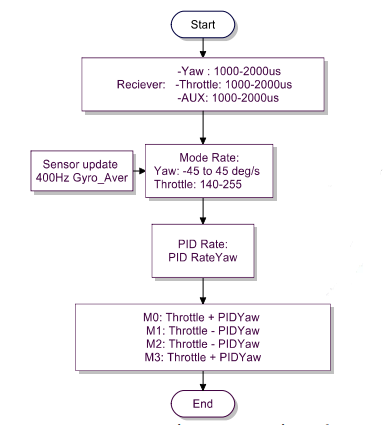 Start
-Yaw : 1000-2000us
Reciever: -Throttle: 1000-2000us
-AUX: 1000-2000us
Sensor update
400Hz Gyro_Aver
Mode Rate:
Yaw: -45 to 45 deg/s
Throttle: 140-255
PID Rate:
PID RateYaw
M0: Throttle + PIDYaw
M1: Throttle - PIDYaw
M2: Throttle - PIDYaw
M3: Throttle + PIDYaw
End